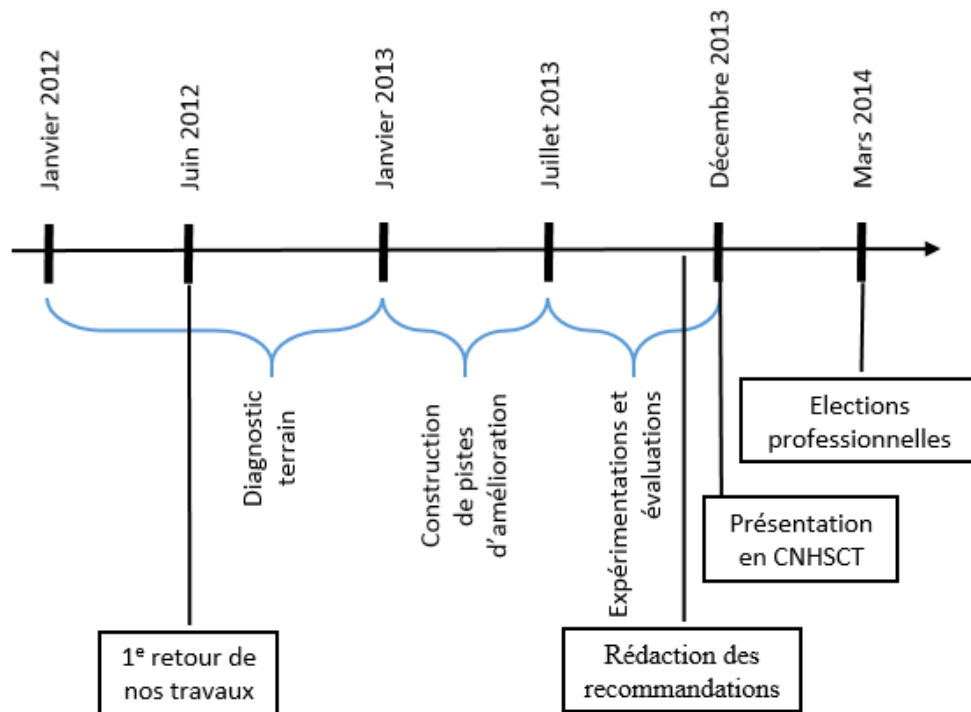 Janvier 2012
Juin 2012
Janvier 2013
Juillet 2013
Décembre 2013
Mars 2014
Diagnostic
terrain
Construction
de pistes
d'amélioration
Expérimentations et
évaluations
Elections
professionnelles
Présentation
en CNHSCT
1e retour de
nos travaux
Rédaction des
recommandations